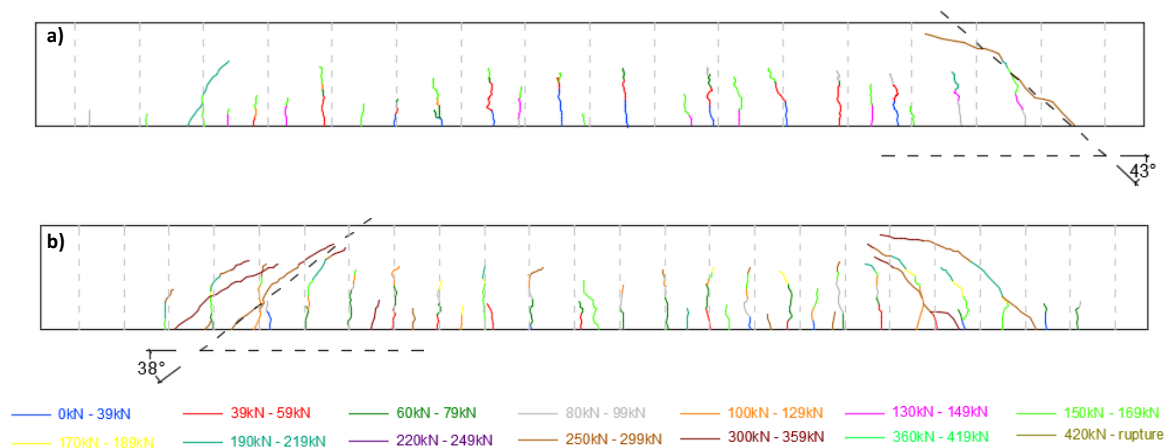 a)
43°
b)
38°
0kN - 39kN 39kN - 59kN 60kN - 79kN 80kN - 99kN 100kN - 129kN 130kN - 149kN 150kN - 169kN
170kN - 189kN 190kN - 219kN 220kN - 249kN 250kN - 299kN 300kN - 359kN 360kN - 419kN 420kN - rupture